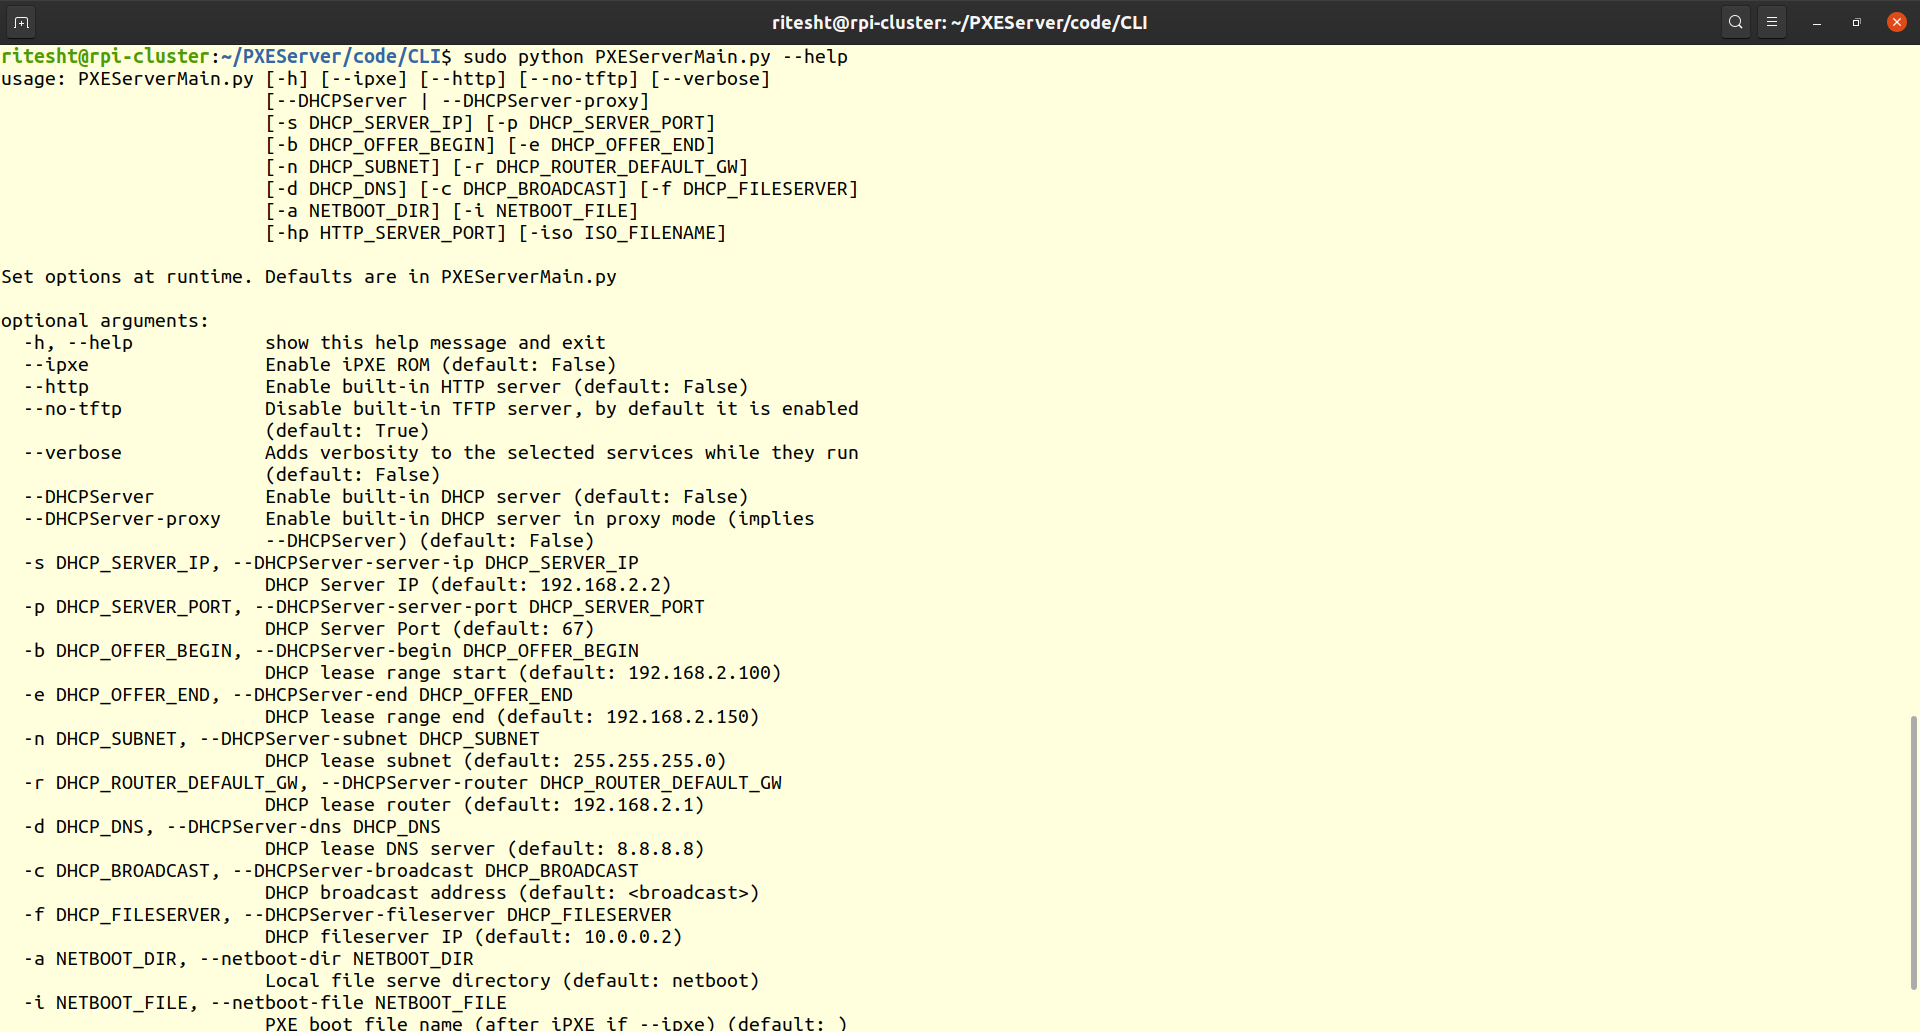 ritesht@rpi-cluster: ~/PXEServer/code/CLI
ritesht@rpi-cluster:~/PXEServer/code/CLI$ sudo python PXEServerMain.py --help
usage: PXEServerMain.py [-h] [--ipxe] [--http] [--no-tftp] [--verbose]
                        [--DHCPServer | --DHCPServer-proxy]
                        [-s DHCP_SERVER_IP] [-p DHCP_SERVER_PORT]
                        [-b DHCP_OFFER_BEGIN] [-e DHCP_OFFER_END]
                        [-n DHCP_SUBNET] [-r DHCP_ROUTER_DEFAULT_GW]
                        [-d DHCP_DNS] [-c DHCP_BROADCAST] [-f DHCP_FILESERVER]
                        [-a NETBOOT_DIR] [-i NETBOOT_FILE]
                        [-hp HTTP_SERVER_PORT] [-iso ISO_FILENAME]

Set options at runtime. Defaults are in PXEServerMain.py

optional arguments:
  -h, --help            show this help message and exit
  --ipxe                Enable iPXE ROM (default: False)
  --http                Enable built-in HTTP server (default: False)
  --no-tftp             Disable built-in TFTP server, by default it is enabled
                        (default: True)
  --verbose             Adds verbosity to the selected services while they run
                        (default: False)
  --DHCPServer          Enable built-in DHCP server (default: False)
  --DHCPServer-proxy    Enable built-in DHCP server in proxy mode (implies
                        --DHCPServer) (default: False)
  -s DHCP_SERVER_IP, --DHCPServer-server-ip DHCP_SERVER_IP
                        DHCP Server IP (default: 192.168.2.2)
  -p DHCP_SERVER_PORT, --DHCPServer-server-port DHCP_SERVER_PORT
                        DHCP Server Port (default: 67)
  -b DHCP_OFFER_BEGIN, --DHCPServer-begin DHCP_OFFER_BEGIN
                        DHCP lease range start (default: 192.168.2.100)
  -e DHCP_OFFER_END, --DHCPServer-end DHCP_OFFER_END
                        DHCP lease range end (default: 192.168.2.150)
  -n DHCP_SUBNET, --DHCPServer-subnet DHCP_SUBNET
                        DHCP lease subnet (default: 255.255.255.0)
  -r DHCP_ROUTER_DEFAULT_GW, --DHCPServer-router DHCP_ROUTER_DEFAULT_GW
                        DHCP lease router (default: 192.168.2.1)
  -d DHCP_DNS, --DHCPServer-dns DHCP_DNS
                        DHCP lease DNS server (default: 8.8.8.8)
  -c DHCP_BROADCAST, --DHCPServer-broadcast DHCP_BROADCAST
                        DHCP broadcast address (default: <broadcast>)
  -f DHCP_FILESERVER, --DHCPServer-fileserver DHCP_FILESERVER
                        DHCP fileserver IP (default: 10.0.0.2)
  -a NETBOOT_DIR, --netboot-dir NETBOOT_DIR
                        Local file serve directory (default: netboot)
  -i NETBOOT_FILE, --netboot-file NETBOOT_FILE
                        PXE boot file name (after iPXE if --ipxe) (default: )